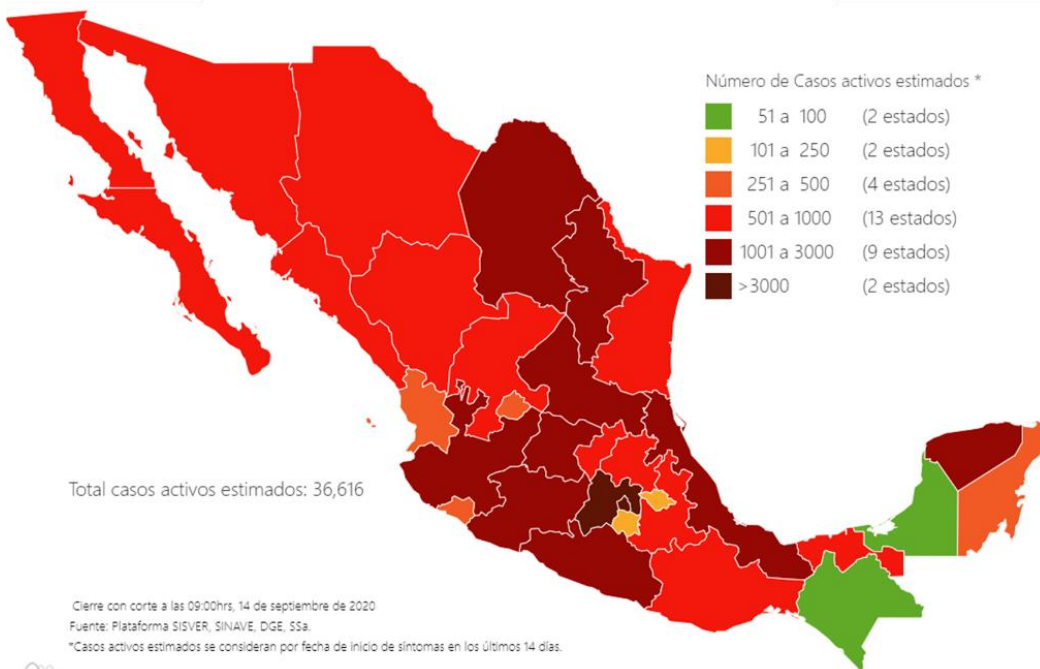 Número de Casos activos estimados *
51 a 100 (2 estados)
101 a 250 (2 estados)
251 a 500 (4 estados)
501 a 1000 (13 estados)
1001 a 3000 (9 estados)
>3000 (2 estados)
Total casos activos estimados: 36,616
Cierre con corte a las 09:00hrs, 14 de septiembre de 2020
Fuente: Plataforma SISVER, SINAVE, DGE, SSa.
*Casos activos estimados se consideran por fecha de inicio de síntomas en los últimos 14 días.